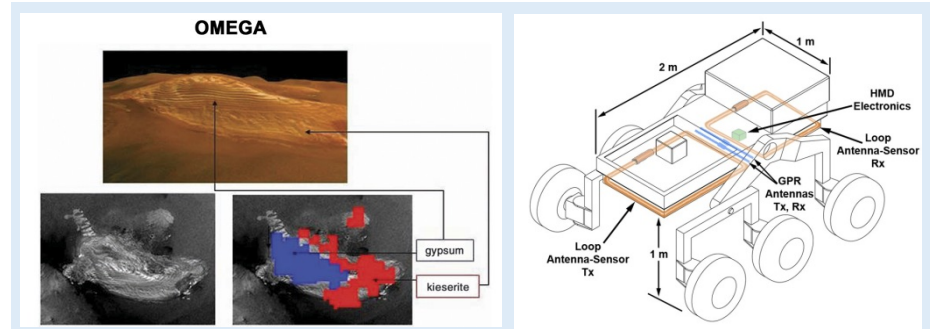 OMEGA
gypsum
kieserite
2 m
1 m
HMD
Electronics
Loop
Antenna-Sensor
Rx
GPR
Antennas
Tx, Rx
Loop
Antenna-Sensor
Tx
1 m